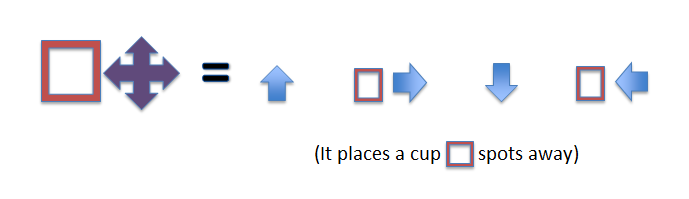 =
(It places a cup □ spots away)